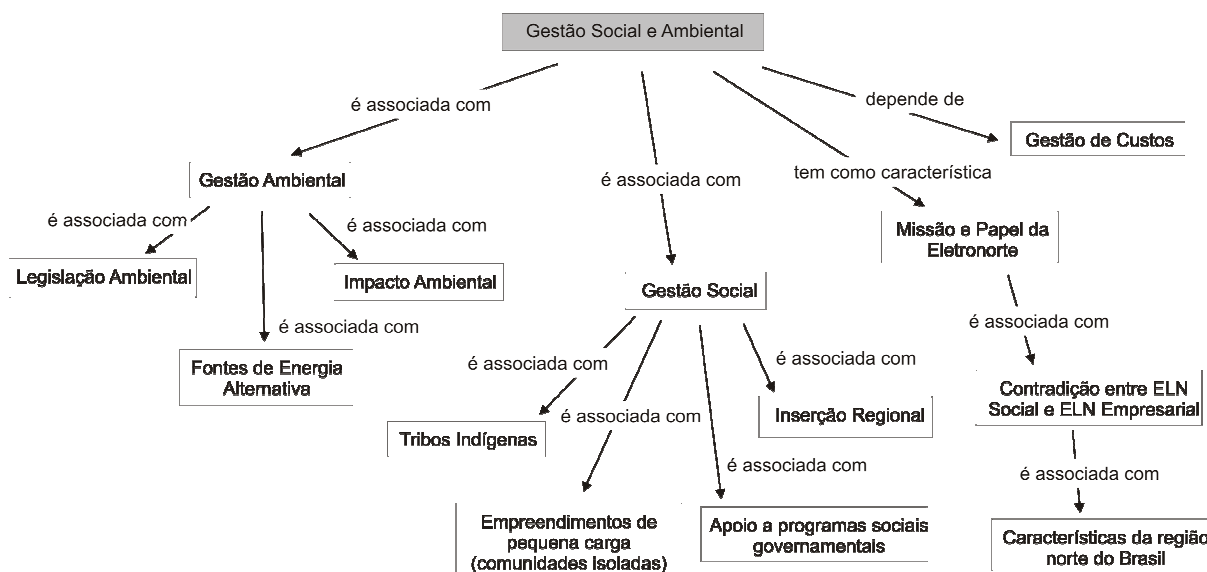 Gestão Social e Ambiental
é associada com
depende de
Gestão de Custos
Gestão Ambiental
é associada com
tem como característica
é associada com
é associada com
Missão e Papel da
Eletronorte
Legislação Ambiental
Impacto Ambiental
Gestão Social
é associada com
é associada com
Fontes de Energia
Alternativa
é associada com
é associada com
Contradição entre ELN
Social e ELN Empresarial
Tribos Indígenas
é associada com
Inserção Regional
é associada com
é associada com
Empreendimentos de
pequena carga
(comunidades isoladas)
Apoio a programas sociais
governamentais
Características da região
norte do Brasil